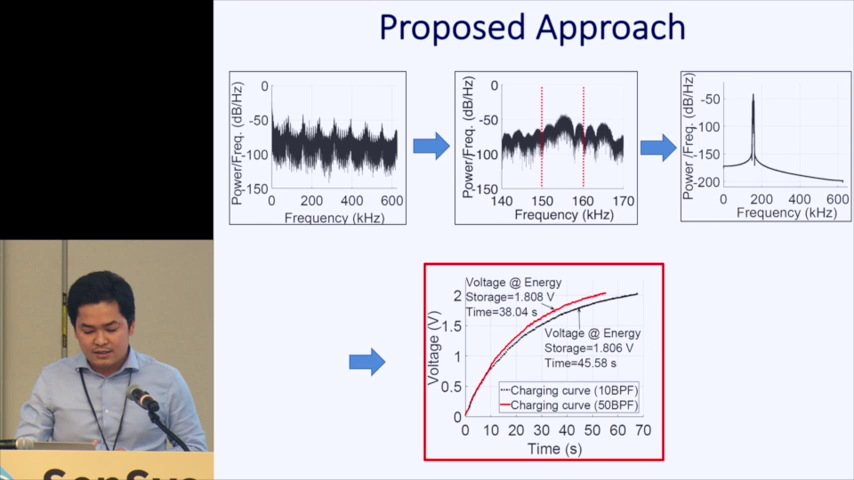 Proposed Approach
Power/Freq. (dB/Hz)
0
-50
-100
-150
0 200 400 600
Frequency (kHz)
Power/Freq. (dB/Hz)
0
-50
-100
-150
140 150 160 170
Frequency (kHz)
Power /Freq. (dB/Hz)
-50
-100
-150
-200
0 200 400 600
Frequency (kHz)
Voltage (V)
2
1.5
1
0.5
0
Voltage @ Energy
Storage=1.808 V
Time=38.04 s
Voltage @ Energy
Storage=1.806 V
Time=45.58 s
Charging curve (10BPF)
Charging curve (50BPF)
0 10 20 30 40 50 60 70
Time (s)
SenSys